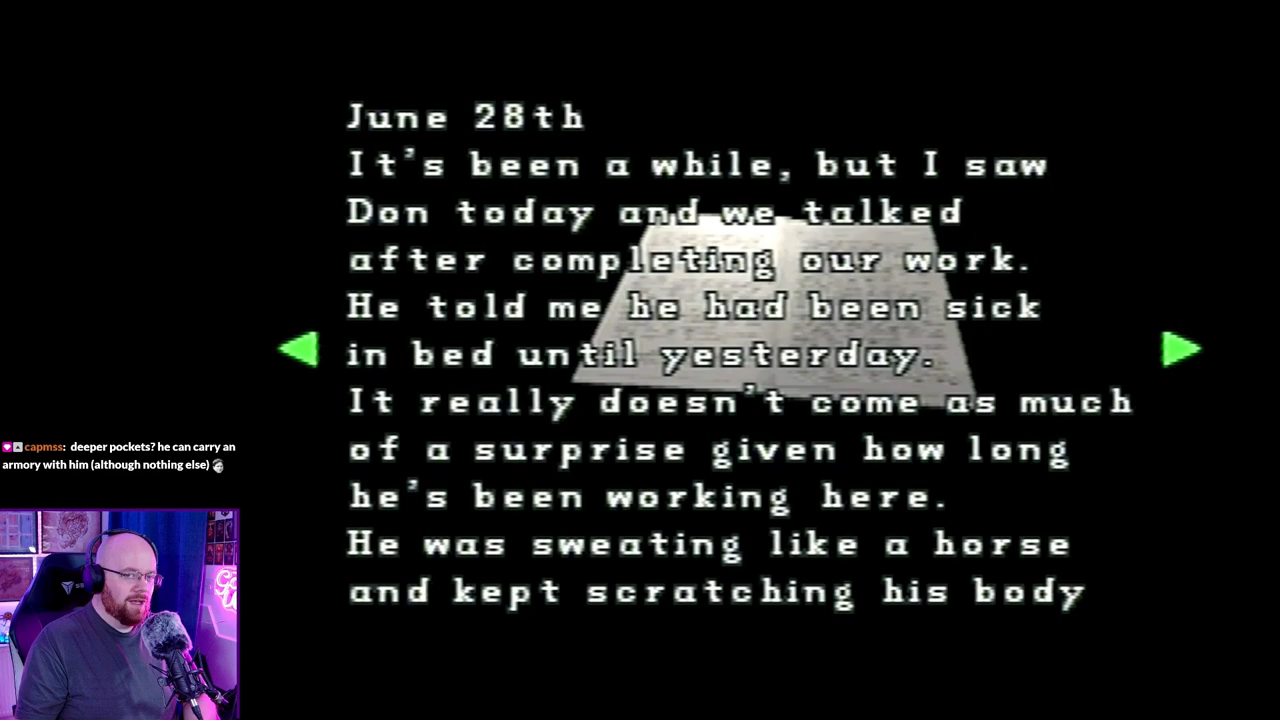 June 28th
It's been a while, but I saw
Don today and we talked
after completing our work.
He told me he had been sick
in bed until yesterday.
It really doesn't come as much
of a surprise given how long
he's been working here.
He was sweating like a horse
and kept scratching his body
capmss: deeper pockets? he can carry an
armory with him (although nothing else)